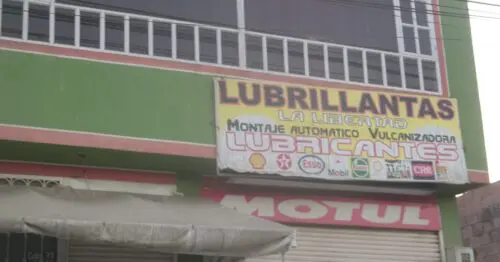 LUBRILLANTAS
LA LIBERTAD
MONTAJE AUTOMATICO VULCANIZADORA
LUBRICANTES
Esso Mobil
MOTUL